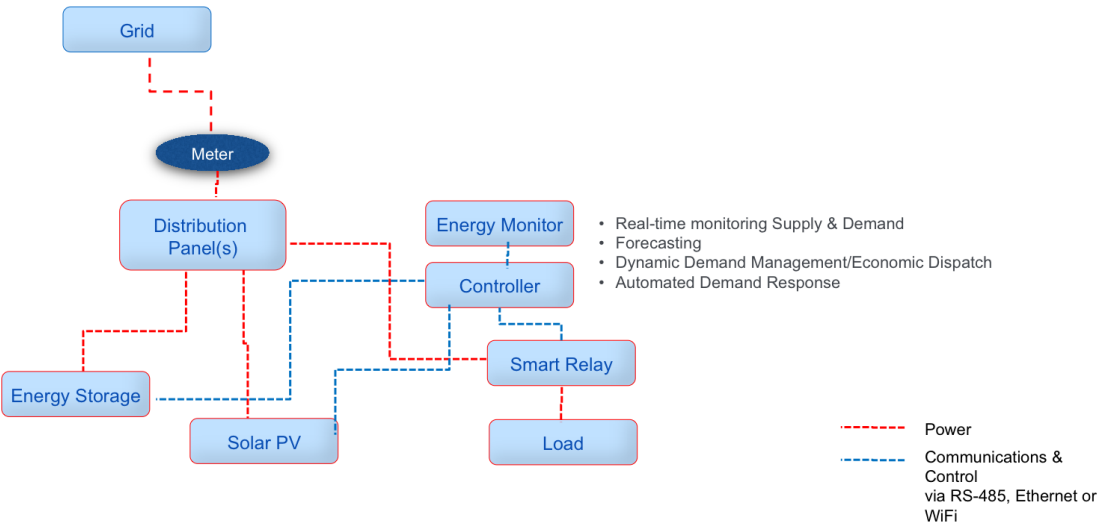 Grid
Meter
Distribution
Panel(s)
Energy Monitor
• Real-time monitoring Supply & Demand
• Forecasting
• Dynamic Demand Management/Economic Dispatch
• Automated Demand Response
Controller
Smart Relay
Energy Storage
Solar PV
Load
Power
Communications &
Control
via RS-485, Ethernet or
WiFi